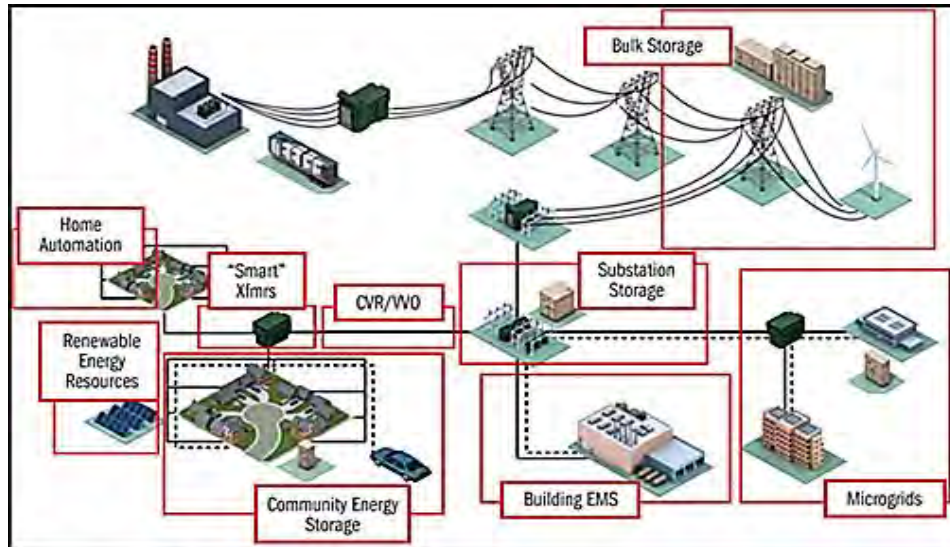 Bulk Storage
Home
Automation
"Smart"
Xfmrs
CVR/VVO
Substation
Storage
Renewable
Energy
Resources
Community Energy
Storage
Building EMS
Microgrids